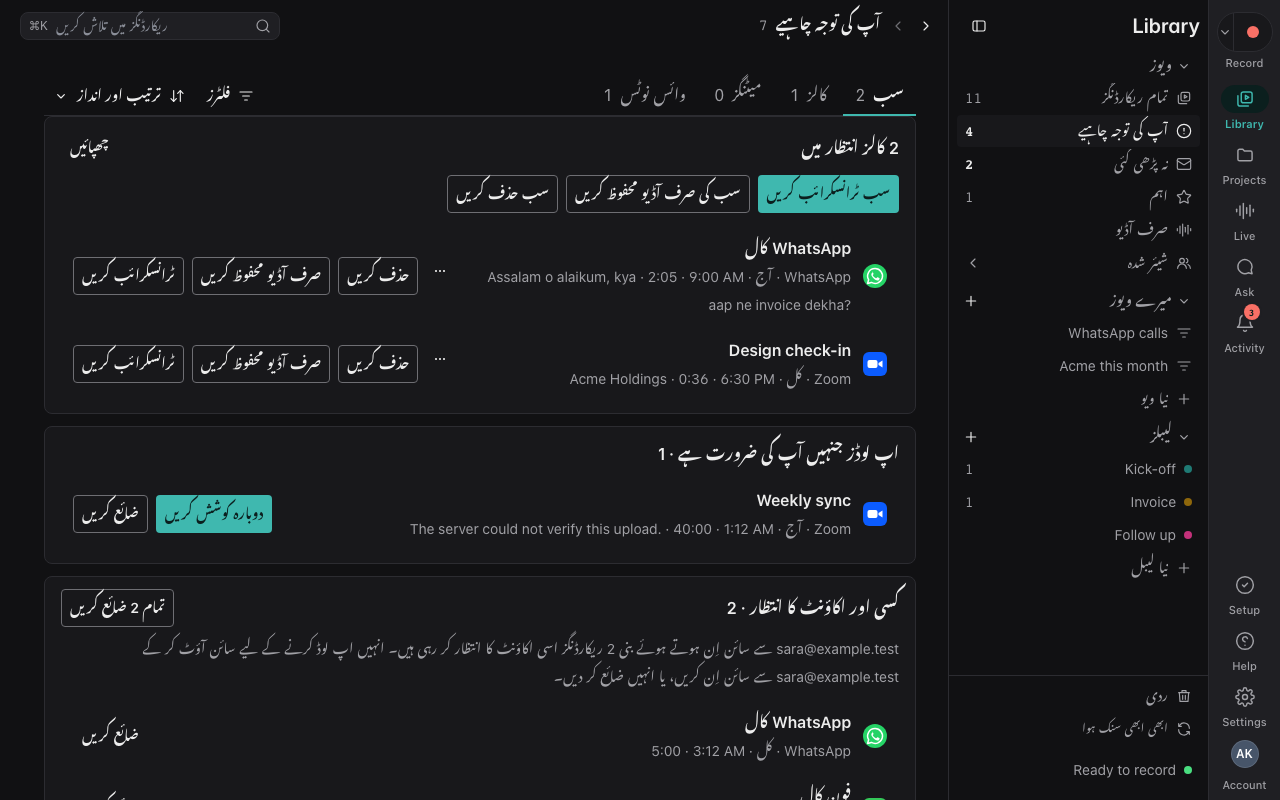 Record
Library
Projects
Live
Ask
3
Activity
Setup
Help
Settings
AK
Account
Library
ویوز
تمام ریکارڈنگز 11
آپ کی توجہ چاہیے 4
نہ پڑھی گئی 2
اہم 1
صرف آڈیو
شیئر شدہ
میرے ویوز +
WhatsApp calls
Acme this month
+ نیا ویو
لیبلز +
Kick-off 1
Invoice 1
Follow up
+ نیا لیبل
ردی
ابھی ابھی سنک ہوا
Ready to record
آپ کی توجہ چاہیے 7
ریکارڈنگز میں تلاش کریں ⌘K
سب 2 کالز 1 میٹنگز 0 وائس نوٹس 1
فلٹرز ترتیب اور انداز
2 کالز انتظار میں چھپائیں
سب ٹرانسکرائب کریں سب کی صرف آڈیو محفوظ کریں سب حذف کریں
WhatsApp کال
WhatsApp · آج · 9:00 AM · 2:05 · Assalam o alaikum, kya
aap ne invoice dekha?
... حذف کریں صرف آڈیو محفوظ کریں ٹرانسکرائب کریں
Design check-in
Zoom · کل · 6:30 PM · 0:36 · Acme Holdings
... حذف کریں صرف آڈیو محفوظ کریں ٹرانسکرائب کریں
اپ لوڈز جنہیں آپ کی ضرورت ہے · 1
Weekly sync
Zoom · آج · 1:12 AM · 40:00 · The server could not verify this upload.
دوبارہ کوشش کریں ضائع کریں
کسی اور اکاؤنٹ کا انتظار · 2 تمام 2 ضائع کریں
sara@example.test سے سائن اِن ہوتے ہوئے بنی 2 ریکارڈنگز اسی اکاؤنٹ کا انتظار کر رہی ہیں۔ انہیں اپ لوڈ کرنے کے لیے سائن آؤٹ کر کے
sara@example.test سے سائن اِن کریں، یا انہیں ضائع کر دیں۔
WhatsApp کال
WhatsApp · کل · 3:12 AM · 5:00
ضائع کریں
فون کال